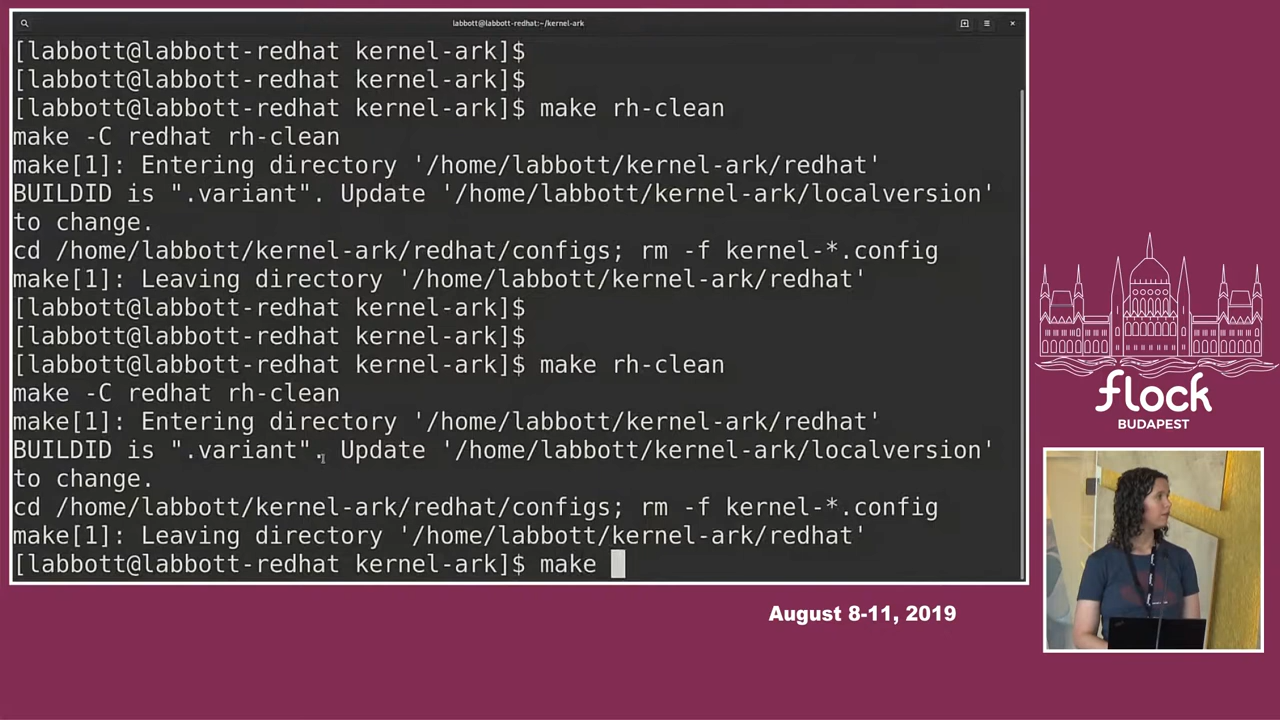 labbott@labbott-redhat:~/kernel-ark
[labbott@labbott-redhat kernel-ark]$
[labbott@labbott-redhat kernel-ark]$
[labbott@labbott-redhat kernel-ark]$ make rh-clean
make -C redhat rh-clean
make[1]: Entering directory '/home/labbott/kernel-ark/redhat'
BUILDID is ".variant". Update '/home/labbott/kernel-ark/localversion'
to change.
cd /home/labbott/kernel-ark/redhat/configs; rm -f kernel-*.config
make[1]: Leaving directory '/home/labbott/kernel-ark/redhat'
[labbott@labbott-redhat kernel-ark]$
[labbott@labbott-redhat kernel-ark]$
[labbott@labbott-redhat kernel-ark]$ make rh-clean
make -C redhat rh-clean
make[1]: Entering directory '/home/labbott/kernel-ark/redhat'
BUILDID is ".variant". Update '/home/labbott/kernel-ark/localversion'
to change.
cd /home/labbott/kernel-ark/redhat/configs; rm -f kernel-*.config
make[1]: Leaving directory '/home/labbott/kernel-ark/redhat'
[labbott@labbott-redhat kernel-ark]$ make
flock
BUDAPEST
August 8-11, 2019